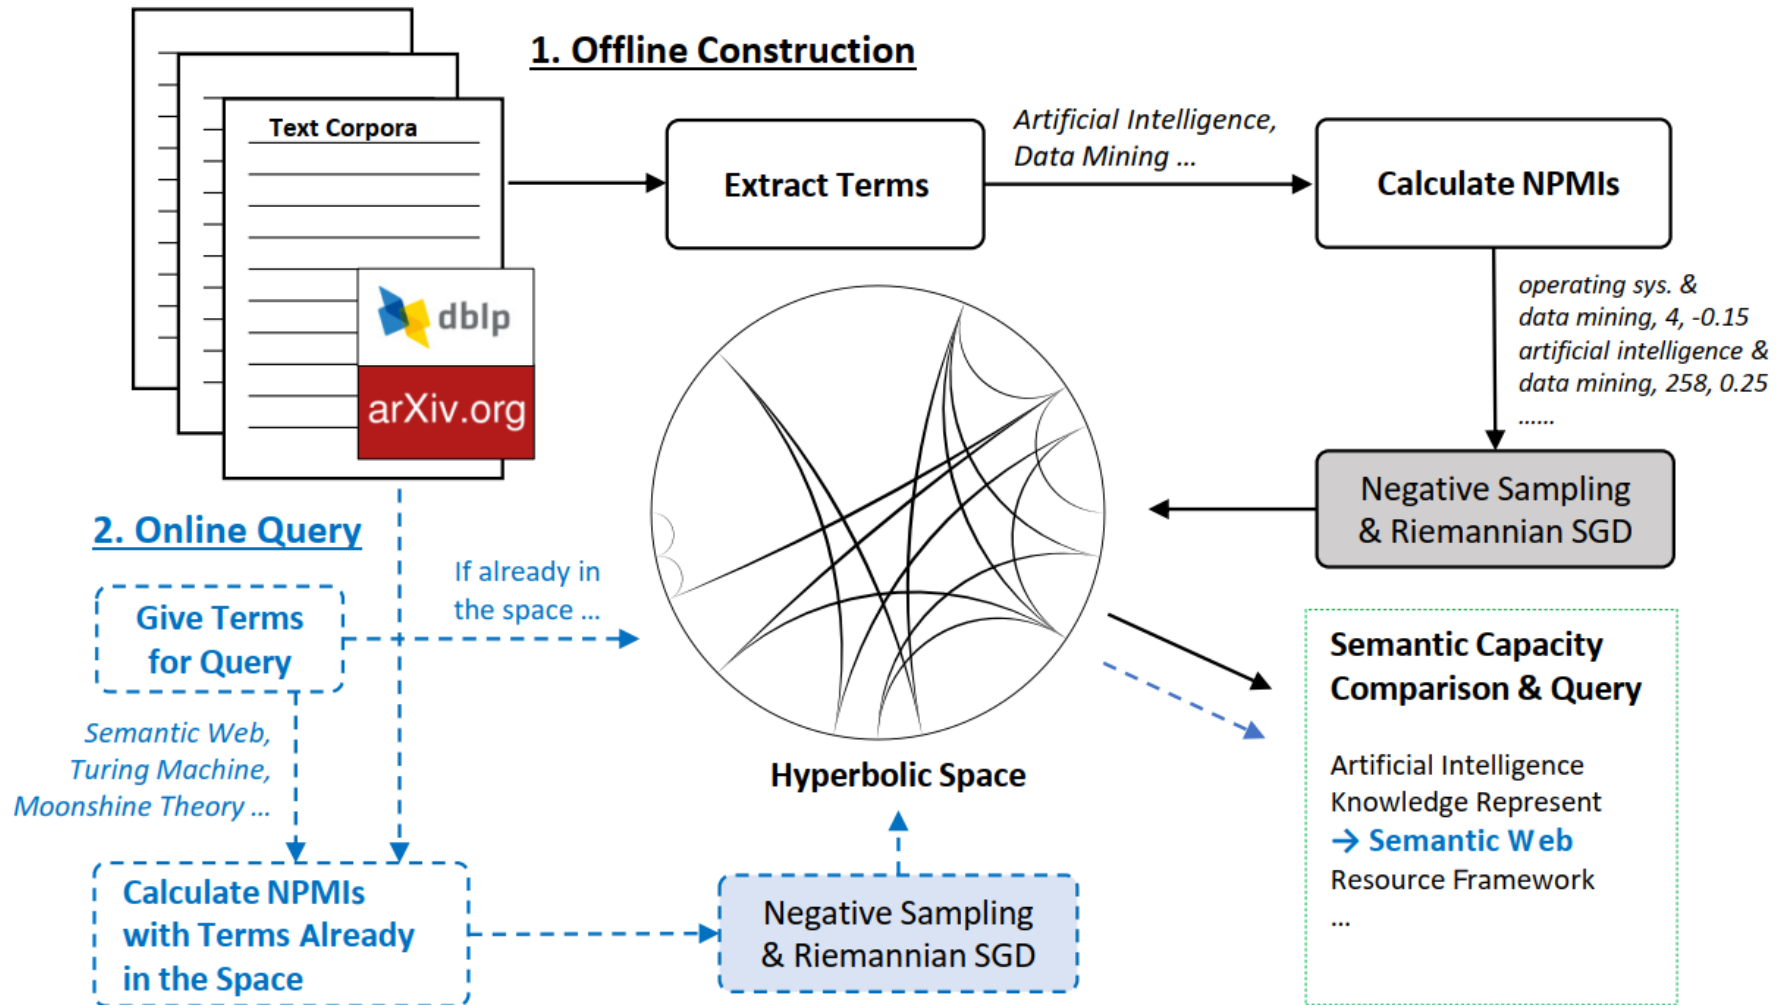 1. Offline Construction
Text Corpora
dblp
arXiv.org
Extract Terms
Artificial Intelligence,
Data Mining ...
Calculate NPMIs
operating sys. &
data mining, 4, -0.15
artificial intelligence &
data mining, 258, 0.25
......
Negative Sampling
& Riemannian SGD
Hyperbolic Space
2. Online Query
Give Terms
for Query
If already in
the space ...
Semantic Web,
Turing Machine,
Moonshine Theory ...
Calculate NPMIs
with Terms Already
in the Space
Negative Sampling
& Riemannian SGD
Semantic Capacity
Comparison & Query
Artificial Intelligence
Knowledge Represent
→ Semantic Web
Resource Framework
...